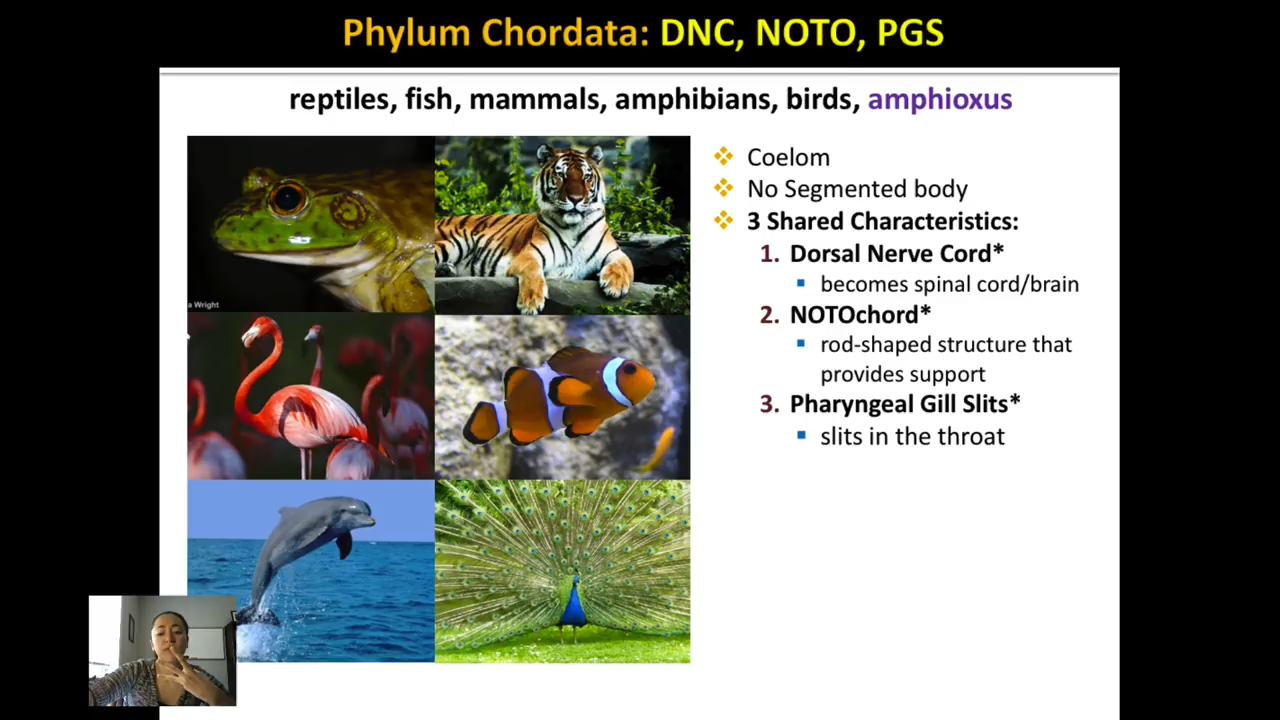 Phylum Chordata: DNC, NOTO, PGS
reptiles, fish, mammals, amphibians, birds, amphioxus
Coelom
No Segmented body
3 Shared Characteristics:
1. Dorsal Nerve Cord*
becomes spinal cord/brain
2. NOTOchord*
rod-shaped structure that
provides support
3. Pharyngeal Gill Slits*
slits in the throat
a Wright